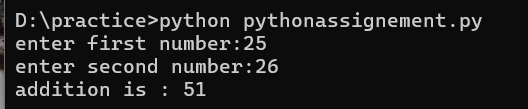 D:\practice>python pythonassignement.py
enter first number:25
enter second number:26
addition is : 51